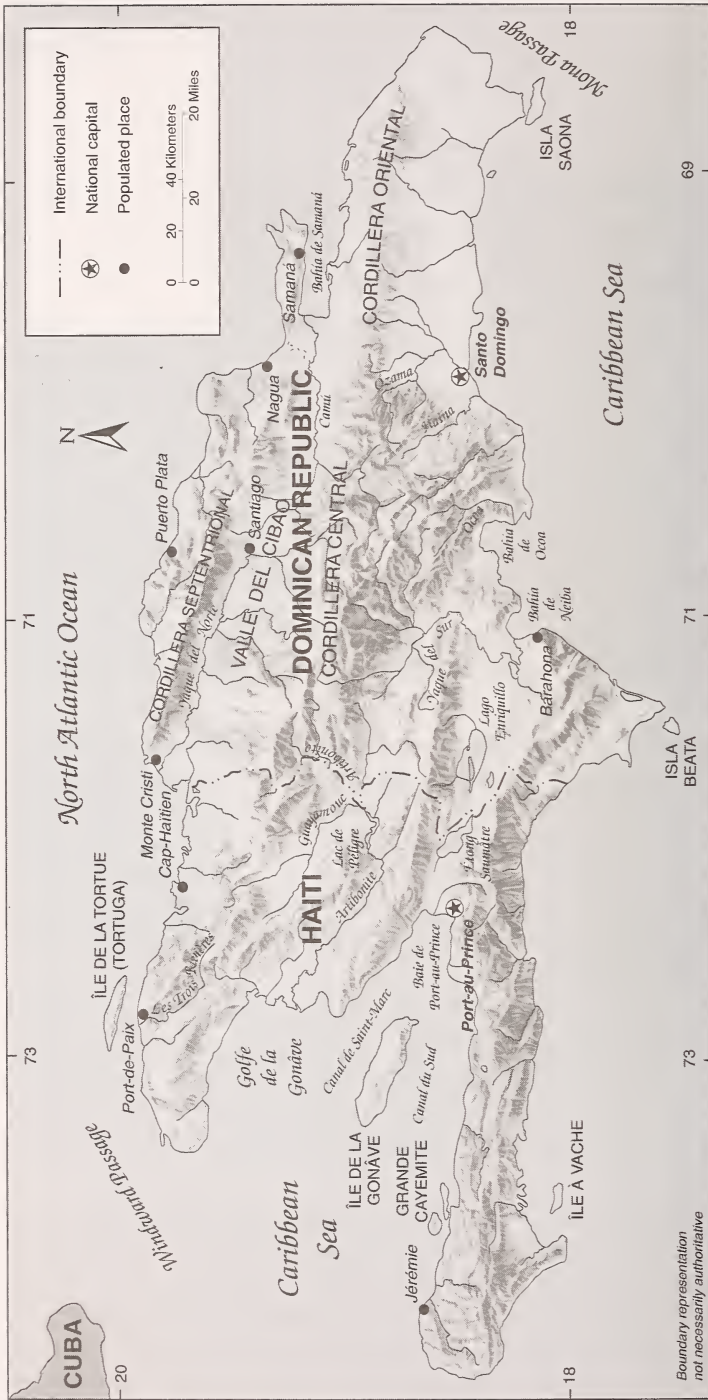 73
71
18
20
CUBA
Windward Passage
North Atlantic Ocean
N
International boundary
National capital
Populated place
0 20 40 Kilometers
0 20 20 Miles
ÎLE DE LA TORTUE
(TORTUGA)
Port-de-Paix
Les Trois Rivières
Cap-Haïtien
Monte Cristi
Puerto Plata
CORDILLERA SEPTENTRIONAL
Yaque del Norte
Santiago
VALLE DEL CIBAO
Nagua
Samaná
Bahía de Samaná
DOMINICAN REPUBLIC
Camú
CORDILLERA CENTRAL
CORDILLERA ORIENTAL
Golfe
de la
Gonâve
HAITI
Guayamouc
Artibonite
Lac de
Péligre
Artibonite
Canal de Saint-Marc
Caribbean
Sea
ÎLE DE LA
GONÂVE
Canal du Sud
GRANDE
CAYEMITE
Jérémie
Baie de
Port-au-Prince
Port-au-Prince
Étang
Saumâtre
Lago
Enriquillo
Yaque del Sur
Ocoa
Haina
Ozama
Santo
Domingo
Mona Passage
ISLA
SAONA
Bahía
de
Ocoa
Bahía
de
Neiba
Barahona
ÎLE À VACHE
ISLA
BEATA
Caribbean Sea
Boundary representation
not necessarily authoritative
20
18
73
71
69